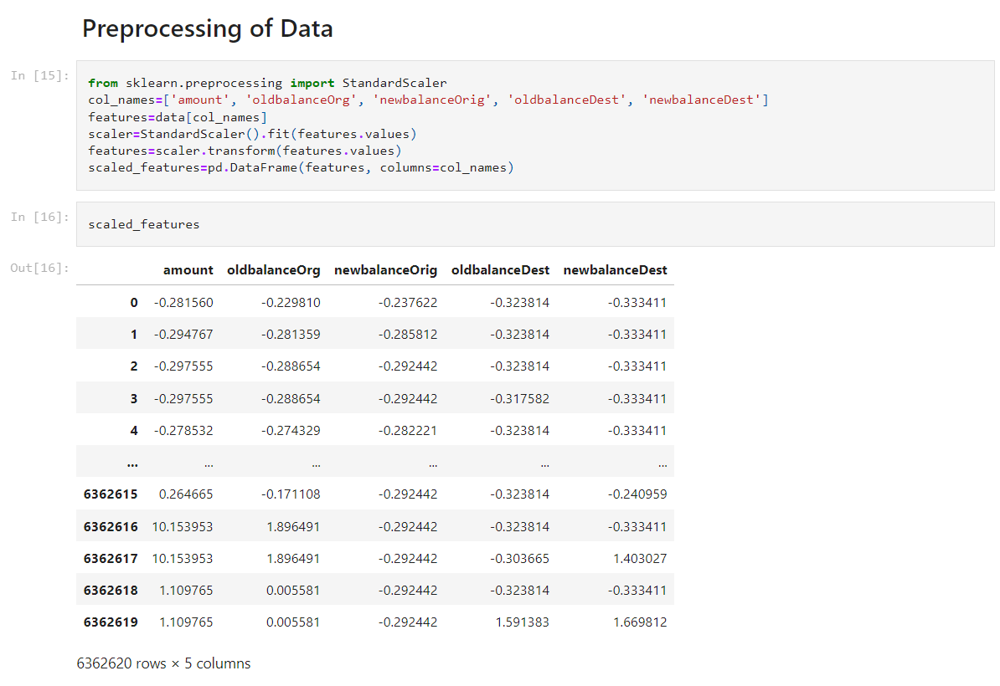 Preprocessing of Data
In [15]:
from sklearn.preprocessing import StandardScaler
col_names=['amount', 'oldbalanceOrg', 'newbalanceOrig', 'oldbalanceDest', 'newbalanceDest']
features=data[col_names]
scaler=StandardScaler().fit(features.values)
features=scaler.transform(features.values)
scaled_features=pd.DataFrame(features, columns=col_names)
In [16]:
scaled_features
Out[16]:
amount oldbalanceOrg newbalanceOrig oldbalanceDest newbalanceDest
0 -0.281560 -0.229810 -0.237622 -0.323814 -0.333411
1 -0.294767 -0.281359 -0.285812 -0.323814 -0.333411
2 -0.297555 -0.288654 -0.292442 -0.323814 -0.333411
3 -0.297555 -0.288654 -0.292442 -0.317582 -0.333411
4 -0.278532 -0.274329 -0.282221 -0.323814 -0.333411
... ... ... ... ... ...
6362615 0.264665 -0.171108 -0.292442 -0.323814 -0.240959
6362616 10.153953 1.896491 -0.292442 -0.323814 -0.333411
6362617 10.153953 1.896491 -0.292442 -0.303665 1.403027
6362618 1.109765 0.005581 -0.292442 -0.323814 -0.333411
6362619 1.109765 0.005581 -0.292442 1.591383 1.669812
6362620 rows × 5 columns